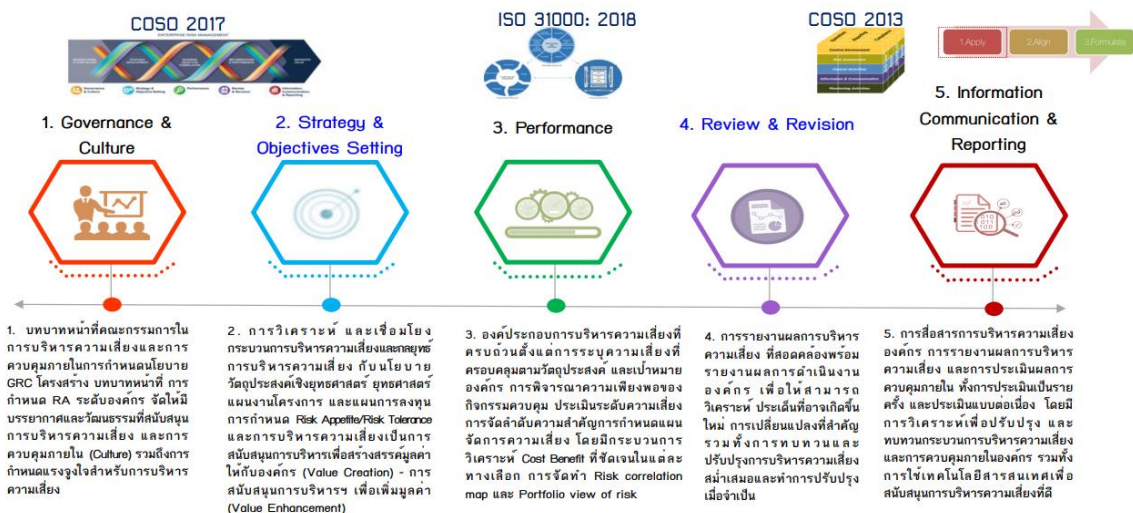 COSO 2017
ISO 31000: 2018
COSO 2013
ENTERPRISE RISK MANAGEMENT
1.Apply
2.Align
3.Formulate
Governance & Culture
Strategy & Objective Setting
Performance
Review & Revision
Information, Communication, & Reporting
Control Environment
Risk Assessment
Control Activities
Information & Communication
Monitoring Activities
1. Governance &
Culture
2. Strategy &
Objectives Setting
3. Performance
4. Review & Revision
5. Information
Communication &
Reporting
010
011
100
1. บทบาทหน้าที่คณะกรรมการใน
การบริหารความเสี่ยงและการ
ควบคุมภายในการกำหนดนโยบาย
GRC โครงสร้าง บทบาทหน้าที่ การ
กำหนด RA ระดับองค์กร จัดให้มี
บรรยากาศและวัฒนธรรมที่สนับสนุน
การบริหารความเสี่ยง และการ
ควบคุมภายใน (Culture) รวมถึงการ
กำหนดแรงจูงใจสำหรับการบริหาร
ความเสี่ยง
2. การวิเคราะห์ และเชื่อมโยง
กระบวนการบริหารความเสี่ยงและกลยุทธ์
การบริหารความเสี่ยง กับนโยบาย
วัตถุประสงค์เชิงยุทธศาสตร์ ยุทธศาสตร์
แผนงานโครงการ และแผนการลงทุน
การกำหนด Risk Appetite/Risk Tolerance
และการบริหารความเสี่ยงเป็นการ
สนับสนุนการบริหารเพื่อสร้างสรรค์มูลค่า
ให้กับองค์กร (Value Creation) - การ
สนับสนุนการบริหารฯ เพื่อเพิ่มมูลค่า
(Value Enhancement)
3. องค์ประกอบการบริหารความเสี่ยงที่
ครบถ้วนตั้งแต่การระบุความเสี่ยงที่
ครอบคลุมตามวัตถุประสงค์ และเป้าหมาย
องค์กร การพิจารณาความเพียงพอของ
กิจกรรมควบคุม ประเมินระดับความเสี่ยง
การจัดลำดับความสำคัญการกำหนดแผน
จัดการความเสี่ยง โดยมีกระบวนการ
วิเคราะห์ Cost Benefit ที่ชัดเจนในแต่ละ
ทางเลือก การจัดทำ Risk correlation
map และ Portfolio view of risk
4. การรายงานผลการบริหาร
ความเสี่ยง ที่สอดคล้องพร้อม
รายงานผลการดำเนินงาน
องค์กร เพื่อให้สามารถ
วิเคราะห์ ประเด็นที่อาจเกิดขึ้น
ใหม่ การเปลี่ยนแปลงที่สำคัญ
รวมทั้งการทบทวนและ
ปรับปรุงการบริหารความเสี่ยง
สม่ำเสมอและทำการปรับปรุง
เมื่อจำเป็น
5. การสื่อสารการบริหารความเสี่ยง
องค์กร การรายงานผลการบริหาร
ความเสี่ยง และการประเมินผลการ
ควบคุมภายใน ทั้งการประเมินเป็นราย
ครั้ง และประเมินแบบต่อเนื่อง โดยมี
การวิเคราะห์เพื่อปรับปรุง และ
ทบทวนกระบวนการบริหารความเสี่ยง
และการควบคุมภายในองค์กร รวมทั้ง
การใช้เทคโนโลยีสารสนเทศเพื่อ
สนับสนุนการบริหารความเสี่ยงที่ดี